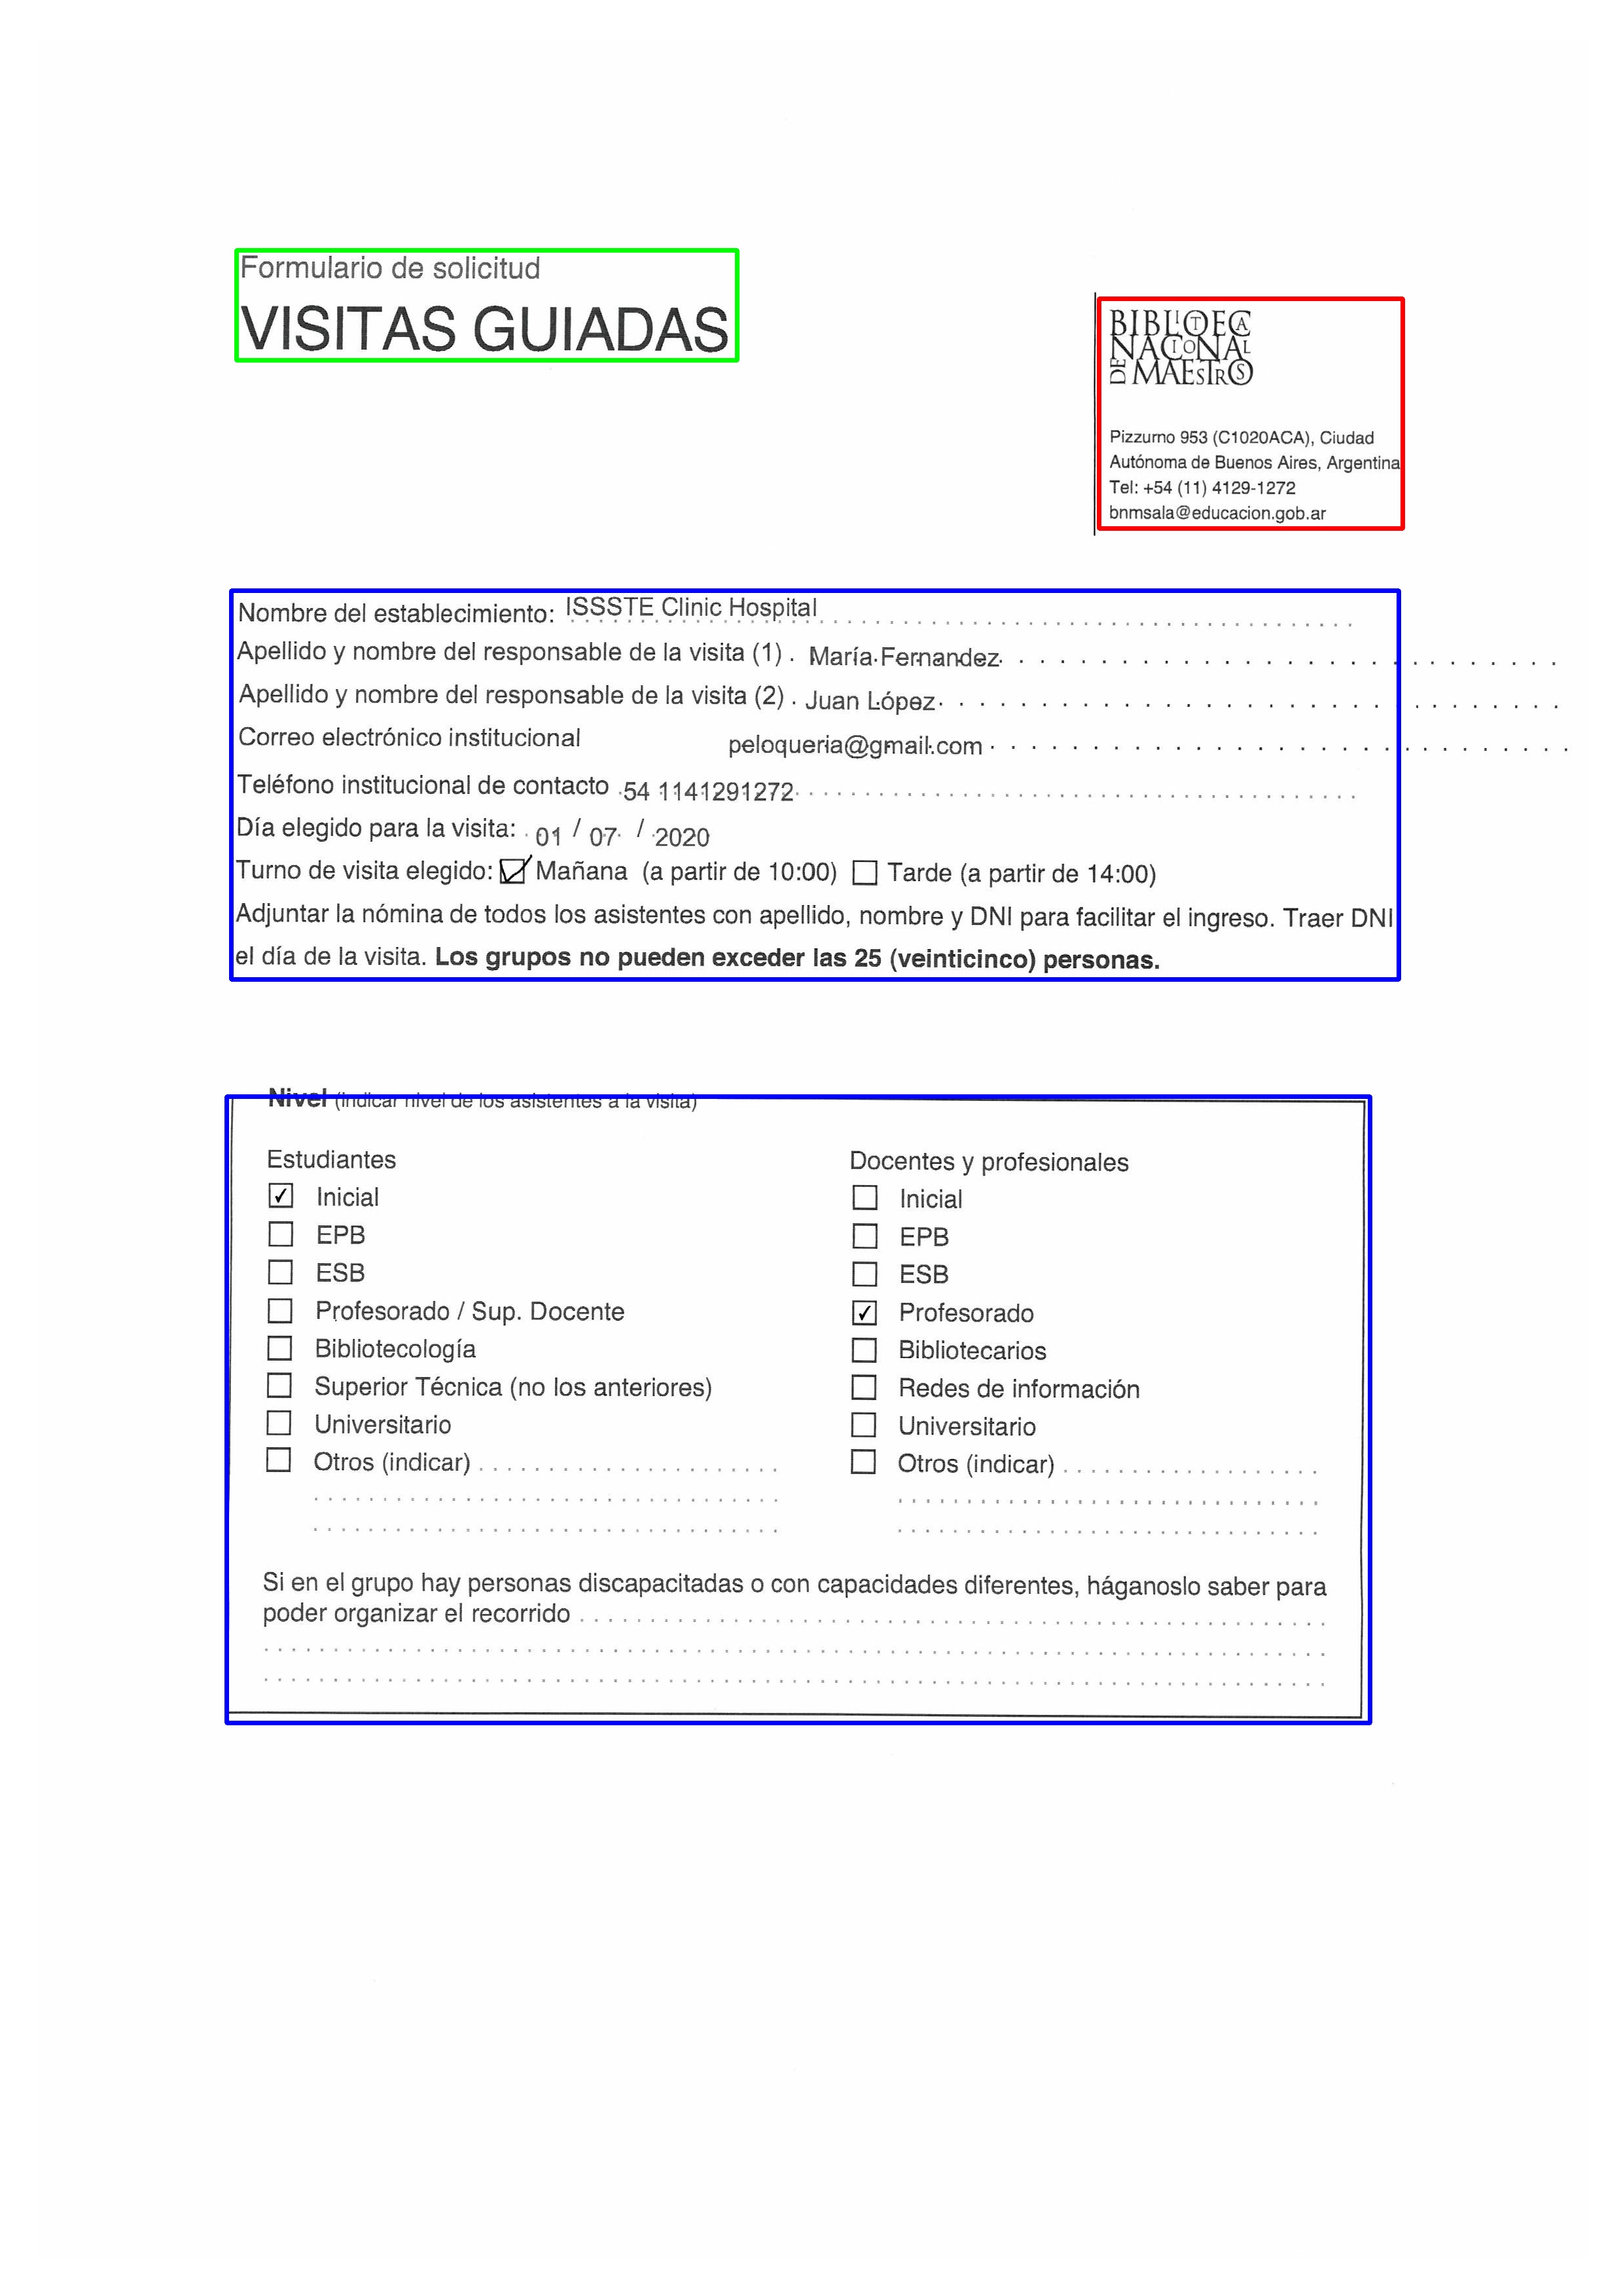 Formulario de solicitud
VISITAS GUIADAS
BIBLIOTECA
NACIONAL
DE MAESTROS
Pizzurno 953 (C1020ACA), Ciudad
Autónoma de Buenos Aires, Argentina
Tel: +54 (11) 4129-1272
bnmsala@educacion.gob.ar
Nombre del establecimiento: ISSSTE Clinic Hospital
Apellido y nombre del responsable de la visita (1) . María Fernandez
Apellido y nombre del responsable de la visita (2) . Juan López
Correo electrónico institucional peloqueria@gmail.com
Teléfono institucional de contacto 54 1141291272
Día elegido para la visita: 01 / 07 / 2020
Turno de visita elegido: ☑ Mañana (a partir de 10:00) ☐ Tarde (a partir de 14:00)
Adjuntar la nómina de todos los asistentes con apellido, nombre y DNI para facilitar el ingreso. Traer DNI
el día de la visita. Los grupos no pueden exceder las 25 (veinticinco) personas.
Nivel (indicar nivel de los asistentes a la visita)
Estudiantes
☑ Inicial
☐ EPB
☐ ESB
☐ Profesorado / Sup. Docente
☐ Bibliotecología
☐ Superior Técnica (no los anteriores)
☐ Universitario
☐ Otros (indicar)
Docentes y profesionales
☐ Inicial
☐ EPB
☐ ESB
☑ Profesorado
☐ Bibliotecarios
☐ Redes de información
☐ Universitario
☐ Otros (indicar)
Si en el grupo hay personas discapacitadas o con capacidades diferentes, háganoslo saber para
poder organizar el recorrido